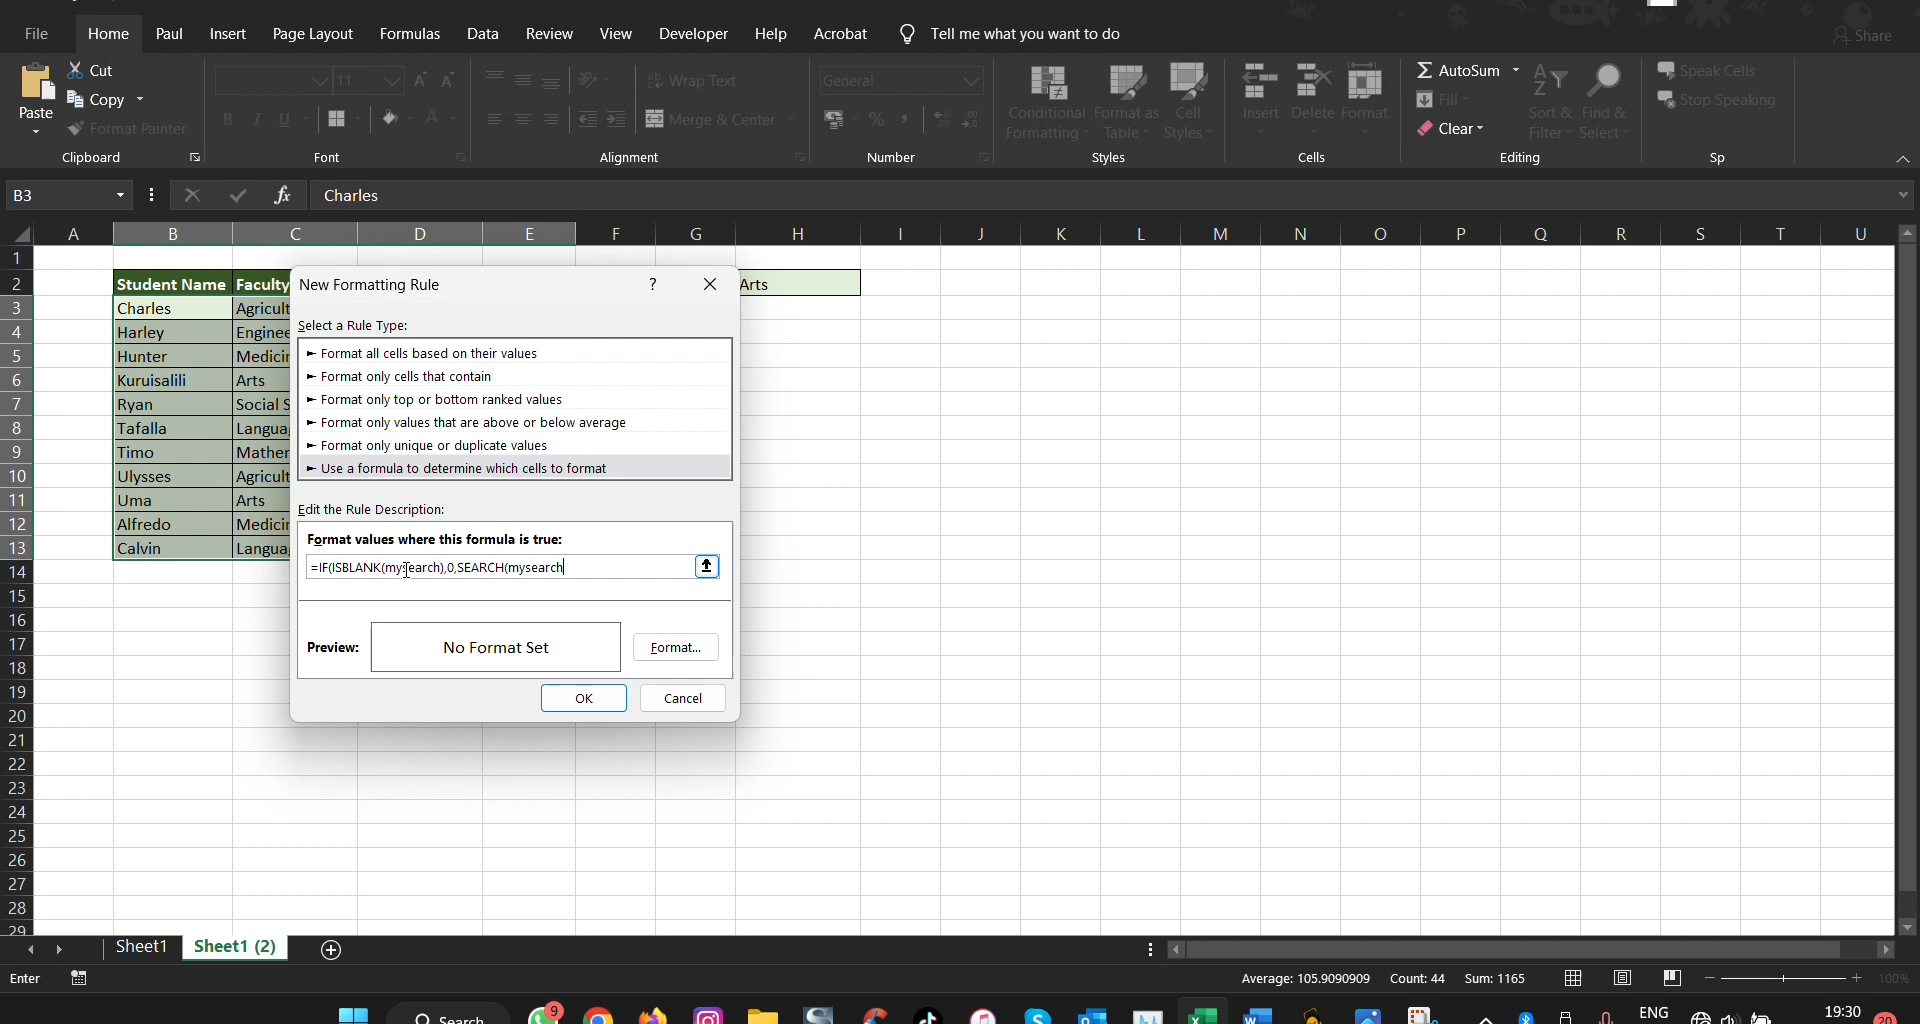 File Home Paul Insert Page Layout Formulas Data Review View Developer Help Acrobat Tell me what you want to do Share
Paste
Cut
Copy
Format Painter
Clipboard
11
B I U A
Font
Wrap Text
Merge & Center
Alignment
General
% ,
Number
Conditional Formatting
Format as Table
Cell Styles
Styles
Insert Delete Format
Cells
AutoSum
Fill
Clear
Sort & Filter
Find & Select
Editing
Speak Cells
Stop Speaking
Sp
B3 fx Charles
A B C D E F G H I J K L M N O P Q R S T U
1
2 Student Name Faculty Arts
3 Charles Agricult
4 Harley Enginee
5 Hunter Medicin
6 Kuruisalili Arts
7 Ryan Social S
8 Tafalla Langua
9 Timo Mather
10 Ulysses Agricult
11 Uma Arts
12 Alfredo Medicin
13 Calvin Langua
14
15
16
17
18
19
20
21
22
23
24
25
26
27
28
29
New Formatting Rule ?
Select a Rule Type:
► Format all cells based on their values
► Format only cells that contain
► Format only top or bottom ranked values
► Format only values that are above or below average
► Format only unique or duplicate values
► Use a formula to determine which cells to format
Edit the Rule Description:
Format values where this formula is true:
=IF(ISBLANK(mysearch),0,SEARCH(mysearch
Preview: No Format Set Format...
OK Cancel
Sheet1 Sheet1 (2)
Enter Average: 105.9090909 Count: 44 Sum: 1165 100%
Search 9 ENG 19:30 20